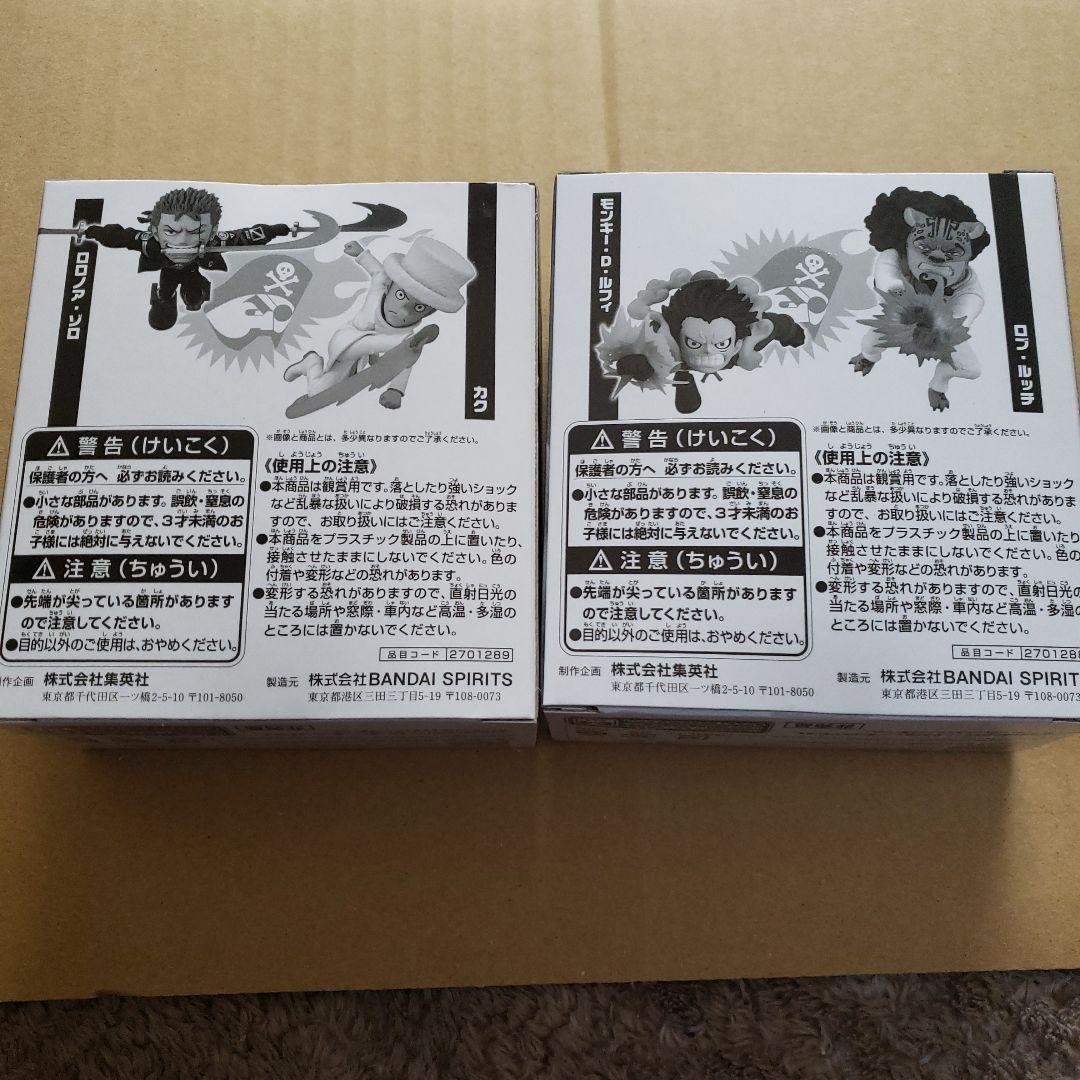 ロロノア・ゾロ
カク
※画像と商品とは、多少異なりますのでご了承ください。
警告(けいこく)
保護者の方へ 必ずお読みください。
●小さな部品があります。誤飲・窒息の
危険がありますので、3才未満のお
子様には絶対に与えないでください。
注意(ちゅうい)
●先端が尖っている箇所があります
ので注意してください。
●目的以外のご使用は、おやめください。
《使用上の注意》
●本商品は観賞用です。落としたり強いショック
など乱暴な扱いにより破損する恐れがあり
ますので、お取り扱いにはご注意ください。
●本商品をプラスチック製品の上に置いたり、
接触させたままにしないでください。色の
付着や変形などの恐れがあります。
●変形する恐れがありますので、直射日光の
当たる場所や窓際・車内など高温・多湿の
ところには置かないでください。
品目コード 2701289
制作企画 株式会社集英社
東京都千代田区一ツ橋2-5-10 〒101-8050
製造元 株式会社BANDAI SPIRITS
東京都港区三田三丁目5-19 〒108-0073
モンキー・D・ルフィ
ロブ・ルッチ
※画像と商品とは、多少異なりますのでご了承ください。
警告(けいこく)
保護者の方へ 必ずお読みください。
●小さな部品があります。誤飲・窒息の
危険がありますので、3才未満のお
子様には絶対に与えないでください。
注意(ちゅうい)
●先端が尖っている箇所があります
ので注意してください。
●目的以外のご使用は、おやめください。
《使用上の注意》
●本商品は観賞用です。落としたり強いショック
など乱暴な扱いにより破損する恐れがあり
ますので、お取り扱いにはご注意ください。
●本商品をプラスチック製品の上に置いたり、
接触させたままにしないでください。色の
付着や変形などの恐れがあります。
●変形する恐れがありますので、直射日光の
当たる場所や窓際・車内など高温・多湿の
ところには置かないでください。
品目コード 2701288
制作企画 株式会社集英社
東京都千代田区一ツ橋2-5-10 〒101-8050
製造元 株式会社BANDAI SPIRITS
東京都港区三田三丁目5-19 〒108-0073